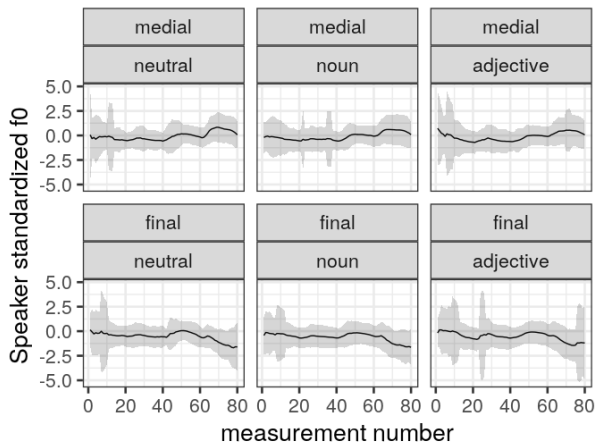 medial medial medial
neutral noun adjective
5.0
2.5
0.0
-2.5
-5.0
final final final
neutral noun adjective
5.0
2.5
0.0
-2.5
-5.0
0 20 40 60 80 0 20 40 60 80 0 20 40 60 80
measurement number
Speaker standardized f0